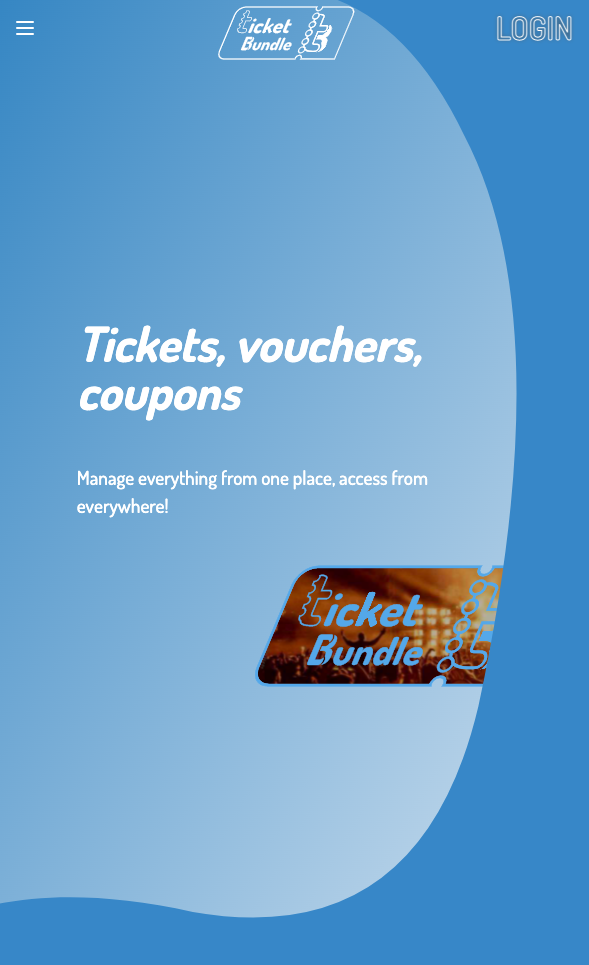 ticket
Bundle
LOGIN
Tickets, vouchers,
coupons
Manage everything from one place, access from
everywhere!
ticket
Bundle